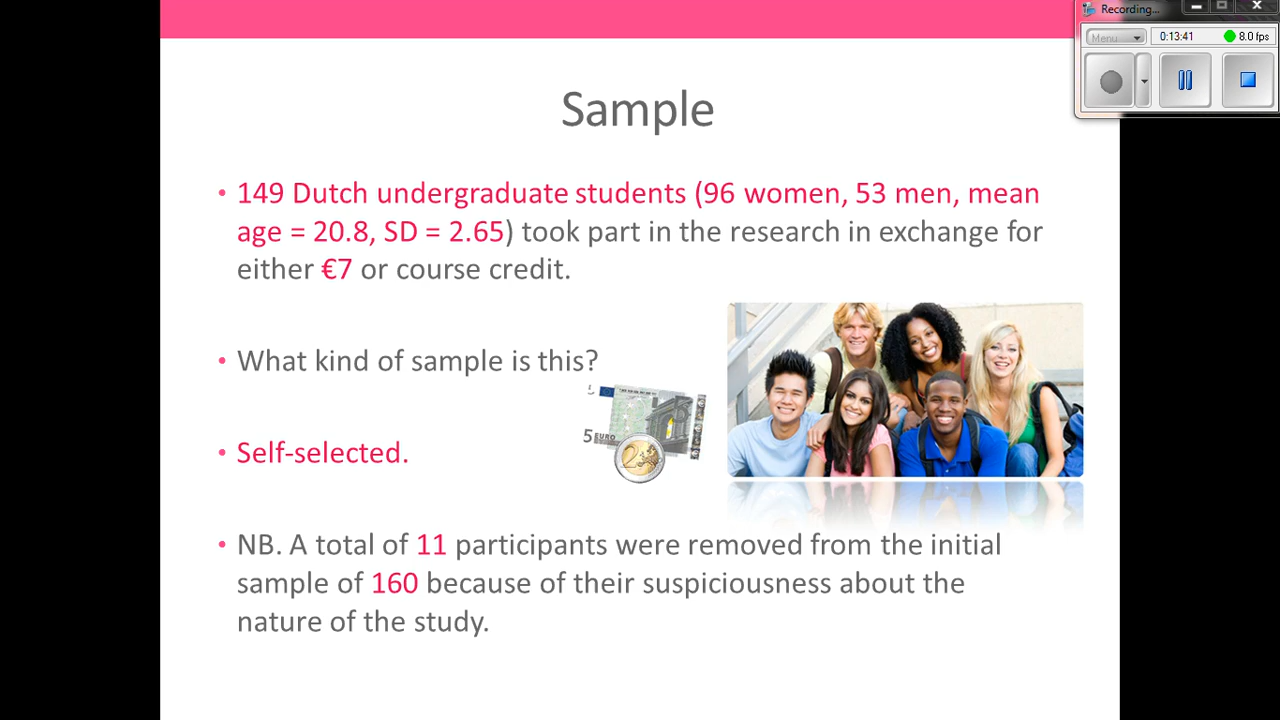 Recording...
Menu
0:13:41
8.0 fps
Sample
• 149 Dutch undergraduate students (96 women, 53 men, mean
age = 20.8, SD = 2.65) took part in the research in exchange for
either €7 or course credit.
• What kind of sample is this?
5 EURO
2
• Self-selected.
• NB. A total of 11 participants were removed from the initial
sample of 160 because of their suspiciousness about the
nature of the study.